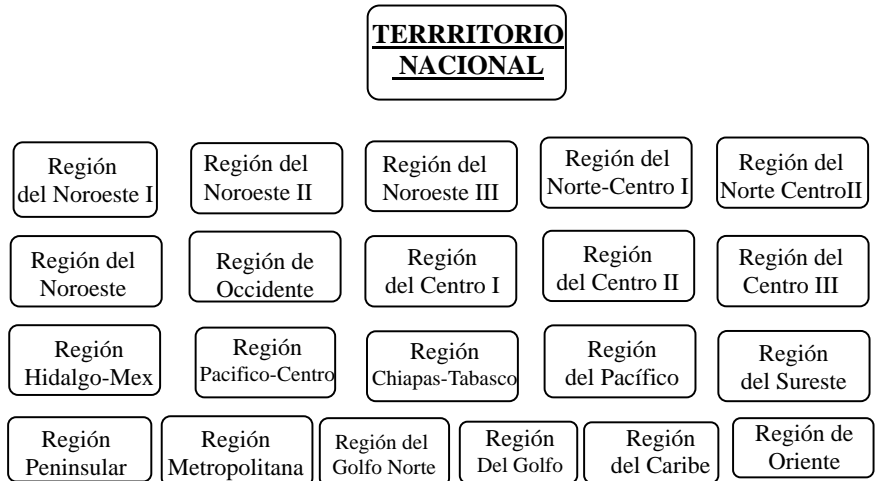 TERRRITORIO
NACIONAL
Región
del Noroeste I
Región del
Noroeste II
Región del
Noroeste III
Región del
Norte-Centro I
Región del
Norte CentroII
Región del
Noroeste
Región de
Occidente
Región
del Centro I
Región
del Centro II
Región del
Centro III
Región
Hidalgo-Mex
Región
Pacifico-Centro
Región
Chiapas-Tabasco
Región
del Pacífico
Región
del Sureste
Región
Peninsular
Región
Metropolitana
Región del
Golfo Norte
Región
Del Golfo
Región
del Caribe
Región de
Oriente